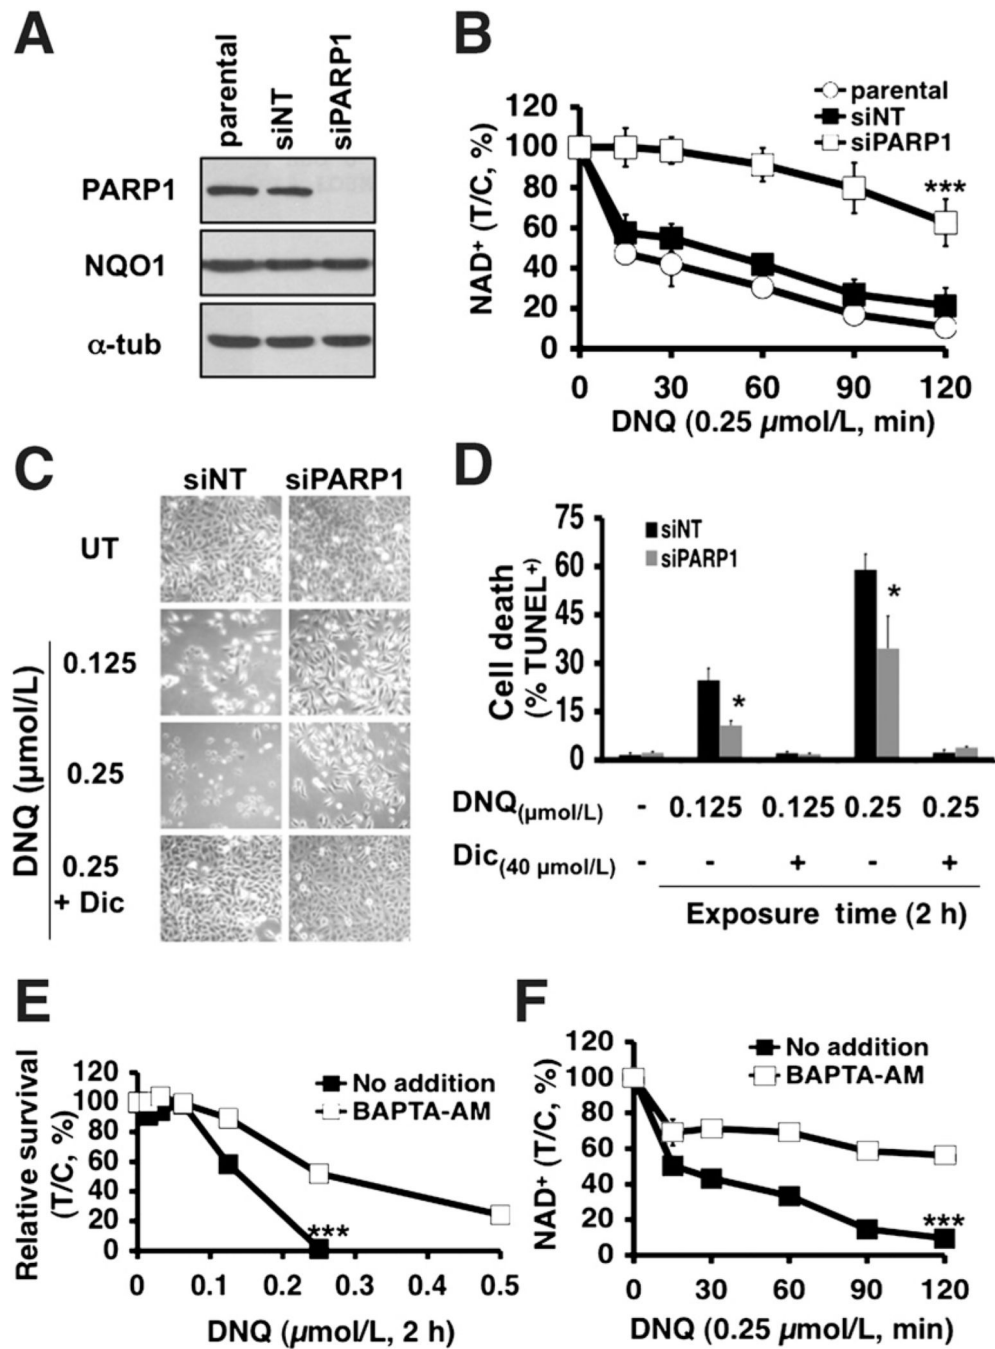 A
parental
siNT
siPARP1
PARP1
NQO1
α-tub
B
NAD⁺ (T/C, %)
120
100
80
60
40
20
0
parental
siNT
siPARP1
***
0 30 60 90 120
DNQ (0.25 µmol/L, min)
C
siNT siPARP1
UT
DNQ (µmol/L)
0.125
0.25
0.25
+ Dic
D
Cell death
(% TUNEL⁺)
75
60
45
30
15
0
siNT
siPARP1
*
*
DNQ(µmol/L) - 0.125 0.125 0.25 0.25
Dic(40 µmol/L) - - + - +
Exposure time (2 h)
E
Relative survival
(T/C, %)
120
100
80
60
40
20
0
No addition
BAPTA-AM
***
0 0.1 0.2 0.3 0.4 0.5
DNQ (µmol/L, 2 h)
F
NAD⁺ (T/C, %)
120
100
80
60
40
20
0
No addition
BAPTA-AM
***
0 30 60 90 120
DNQ (0.25 µmol/L, min)